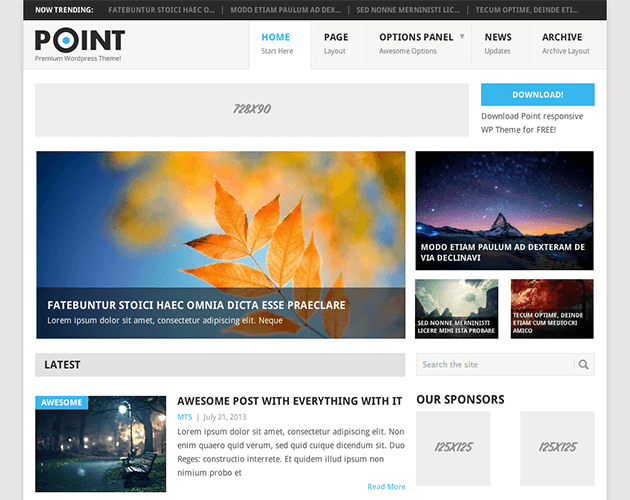 NOW TRENDING: FATEBUNTUR STOICI HAEC O... | MODO ETIAM PAULUM AD DEX... | SED NONNE MERNINISTI LIC... | TECUM OPTIME, DEINDE ETI...
POINT
Premium Wordpress Theme!
HOME PAGE OPTIONS PANEL NEWS ARCHIVE
Start Here Layout Awesome Options Updates Archive Layout
728X90
DOWNLOAD!
Download Point responsive
WP Theme for FREE!
FATEBUNTUR STOICI HAEC OMNIA DICTA ESSE PRAECLARE
Lorem ipsum dolor sit amet, consectetur adipiscing elit. Neque
MODO ETIAM PAULUM AD DEXTERAM DE
VIA DECLINAVI
SED NONNE MERNINISTI
LICERE MIHI ISTA PROBARE
TECUM OPTIME, DEINDE
ETIAM CUM MEDIOCRI
AMICO
LATEST
Search the site
AWESOME
AWESOME POST WITH EVERYTHING WITH IT
MTS | July 21, 2013
Lorem ipsum dolor sit amet, consectetur adipiscing elit. Non
enim quaero quid verum, sed quid cuique dicendum sit. Duo
Reges: constructio interrete. Et quidem illud ipsum non
nimium probo et
Read More
OUR SPONSORS
125X125 125X125